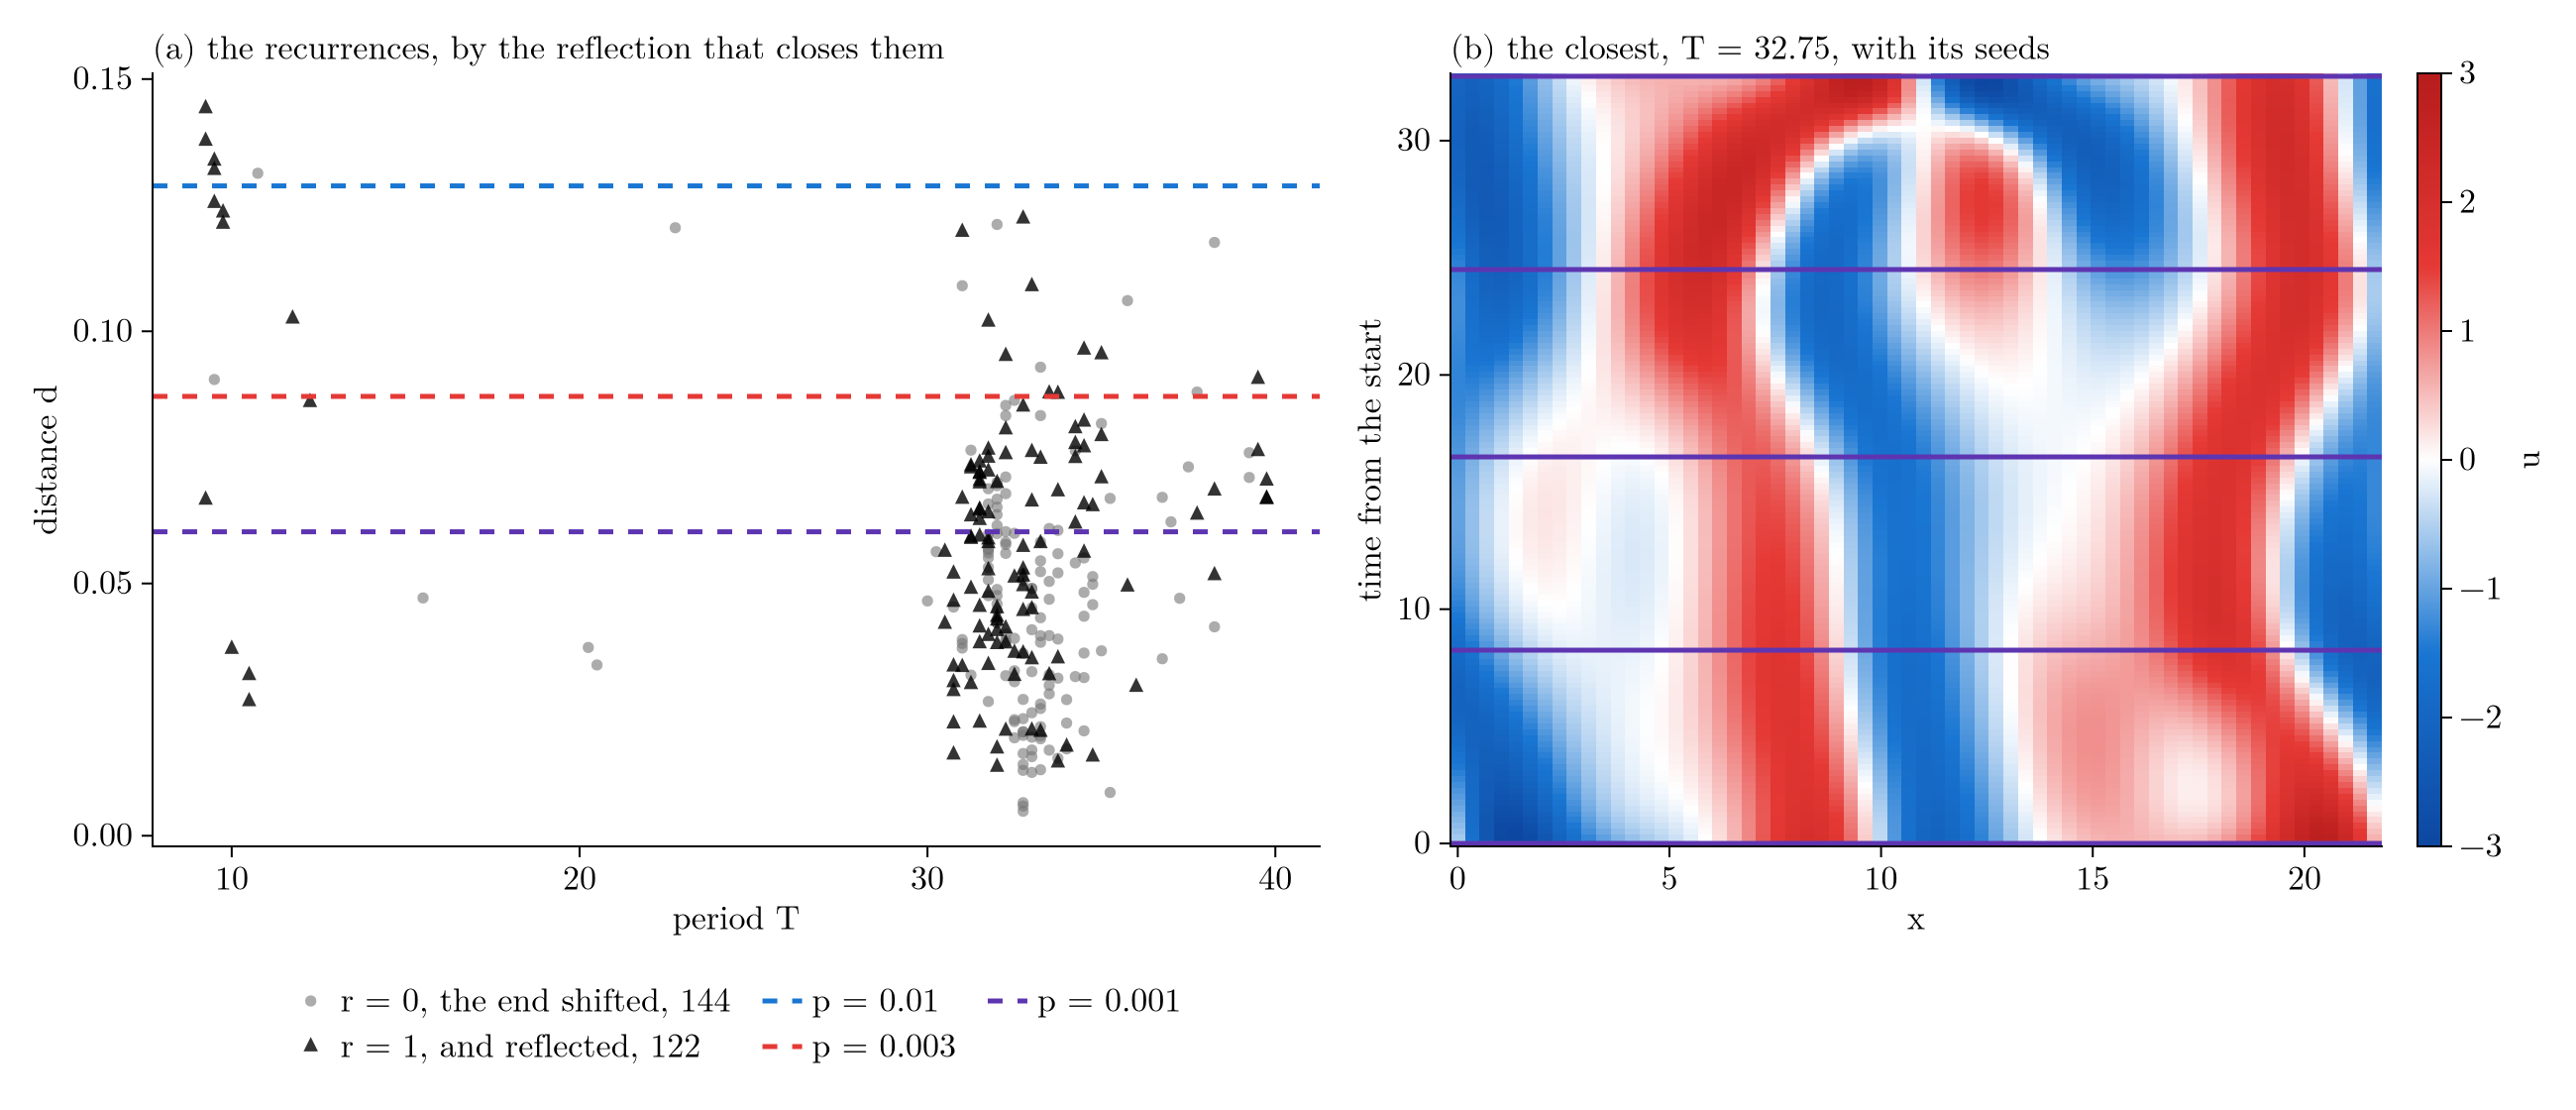 (a) the recurrences, by the reflection that closes them
0.15
0.10
0.05
0.00
distance d
10
20
30
40
period T
r = 0, the end shifted, 144
r = 1, and reflected, 122
p = 0.01
p = 0.003
p = 0.001
(b) the closest, T = 32.75, with its seeds
30
20
10
0
time from the start
0
5
10
15
20
x
3
2
1
0
−1
−2
−3
u